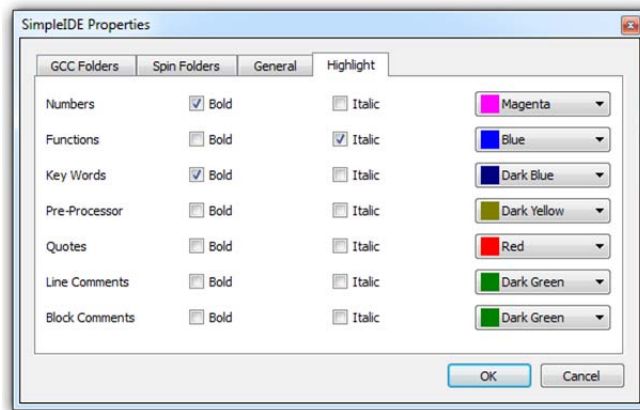 SimpleIDE Properties
GCC Folders Spin Folders General Highlight
Numbers Bold Italic Magenta
Functions Bold Italic Blue
Key Words Bold Italic Dark Blue
Pre-Processor Bold Italic Dark Yellow
Quotes Bold Italic Red
Line Comments Bold Italic Dark Green
Block Comments Bold Italic Dark Green
OK Cancel